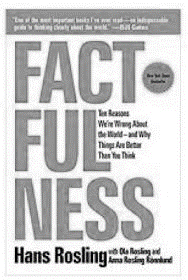 "One of the most important books I've ever read—an indispensable
guide to thinking clearly about the world." —Bill Gates
FACT
FUL
NESS
New York Times
Bestseller
Ten Reasons
We're Wrong About
the World—and Why
Things Are Better
Than You Think
Hans Rosling
with Ola Rosling and
Anna Rosling Rönnlund